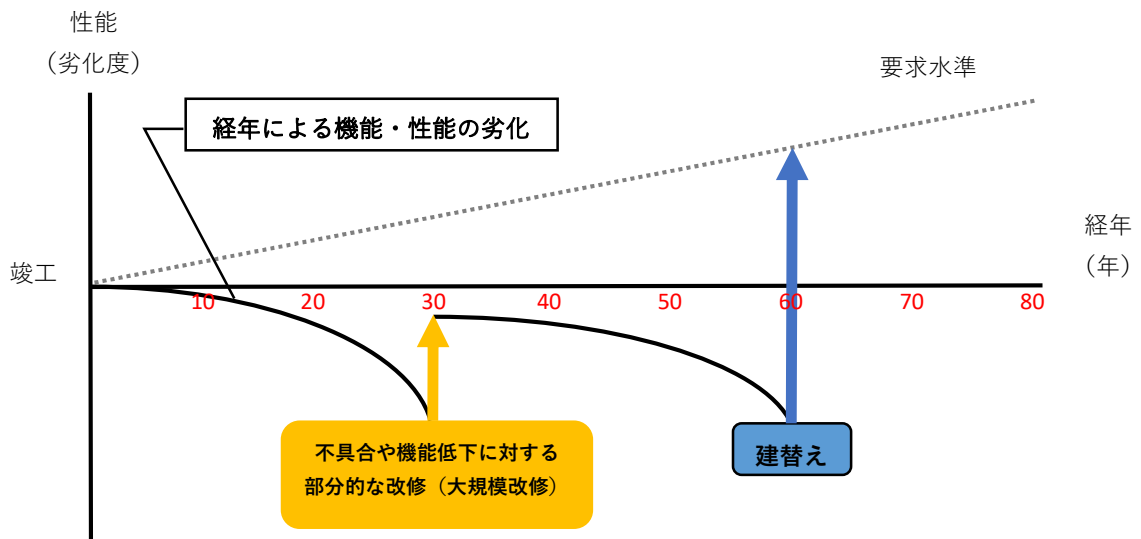 性能
（劣化度）
要求水準
経年による機能・性能の劣化
経年
（年）
竣工
10 20 30 40 50 60 70 80
不具合や機能低下に対する
部分的な改修（大規模改修）
建替え